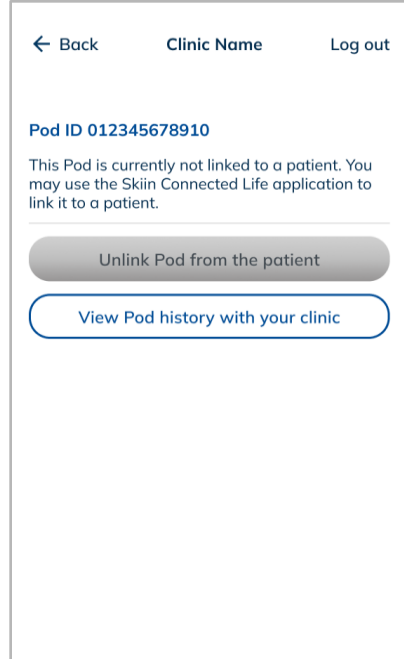 ← Back Clinic Name Log out
Pod ID 012345678910
This Pod is currently not linked to a patient. You
may use the Skiin Connected Life application to
link it to a patient.
Unlink Pod from the patient
View Pod history with your clinic